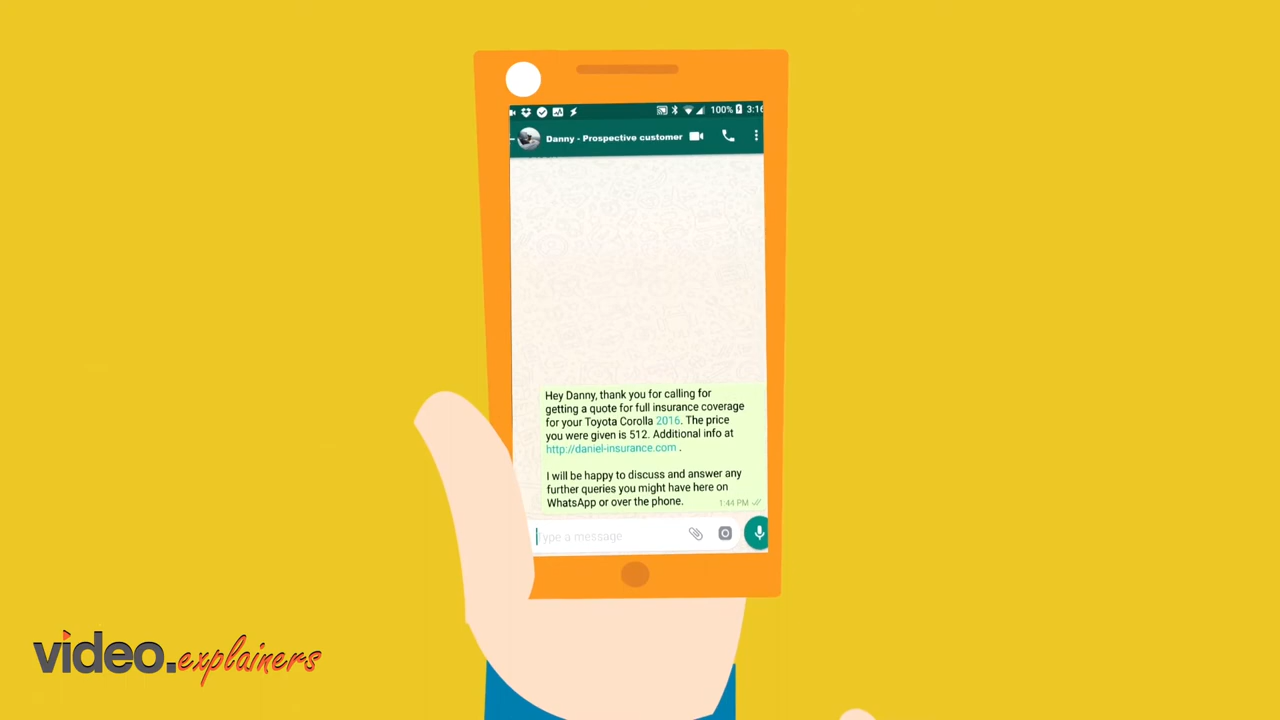 100% 3:16
Danny - Prospective customer
Hey Danny, thank you for calling for
getting a quote for full insurance coverage
for your Toyota Corolla 2016. The price
you were given is 512. Additional info at
http://daniel-insurance.com .
I will be happy to discuss and answer any
further queries you might have here on
WhatsApp or over the phone.
1:44 PM
Type a message
video.explainers